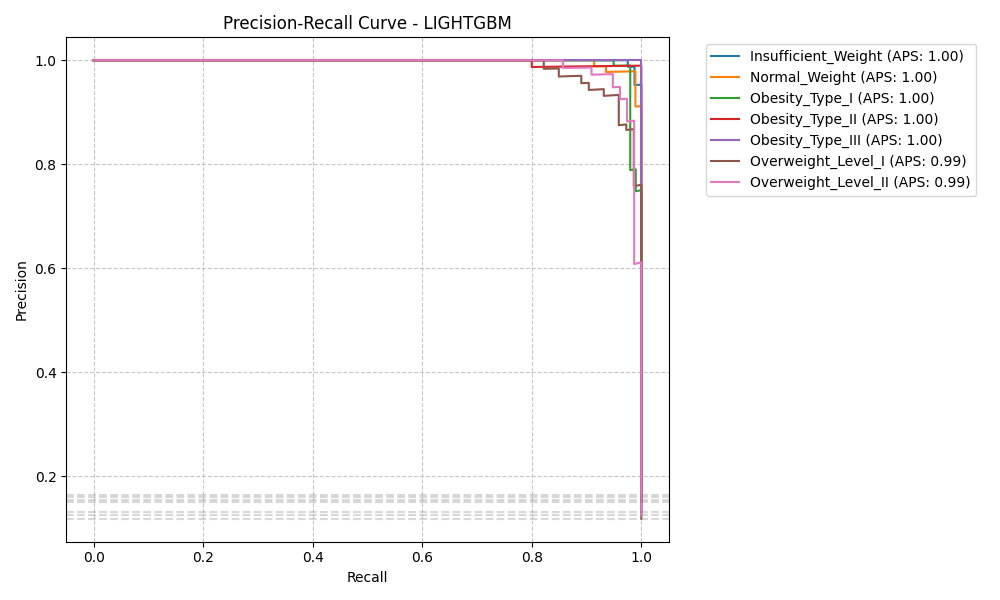 Precision-Recall Curve - LIGHTGBM
Insufficient_Weight (APS: 1.00)
Normal_Weight (APS: 1.00)
Obesity_Type_I (APS: 1.00)
Obesity_Type_II (APS: 1.00)
Obesity_Type_III (APS: 1.00)
Overweight_Level_I (APS: 0.99)
Overweight_Level_II (APS: 0.99)
Precision
1.0
0.8
0.6
0.4
0.2
0.0 0.2 0.4 0.6 0.8 1.0
Recall